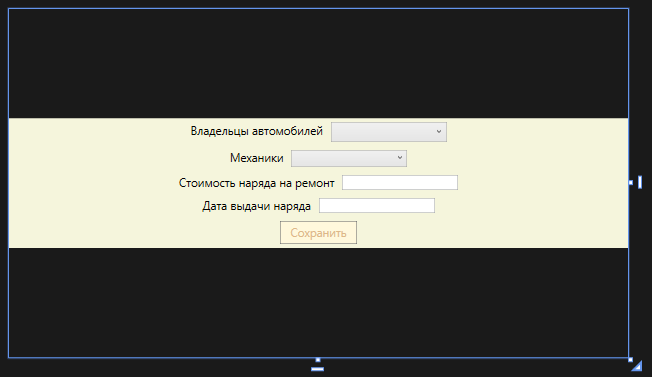 Владельцы автомобилей
Механики
Стоимость наряда на ремонт
Дата выдачи наряда
Сохранить